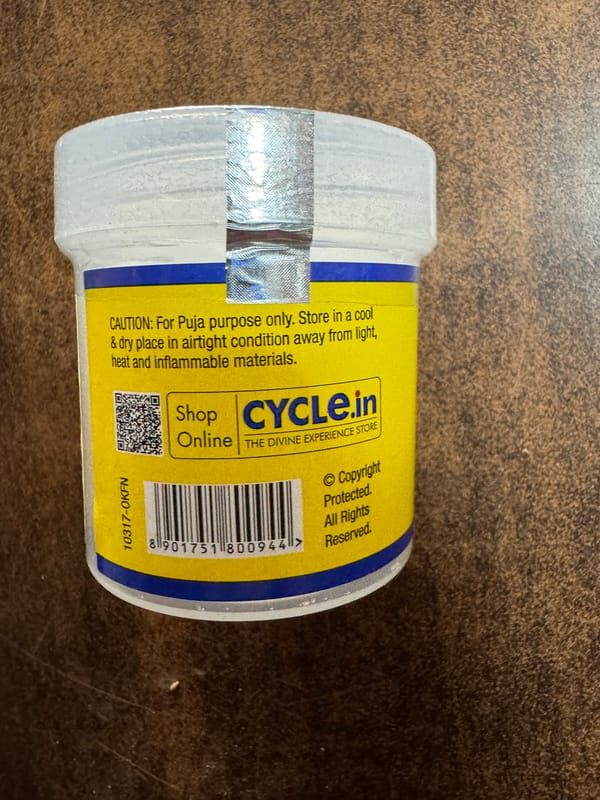 CAUTION: For Puja purpose only. Store in a cool
& dry place in airtight condition away from light,
heat and inflammable materials.
Shop
Online
CYCLe.in
THE DIVINE EXPERIENCE STORE
10317-0KFN
8 901751 800944 >
© Copyright
Protected.
All Rights
Reserved.